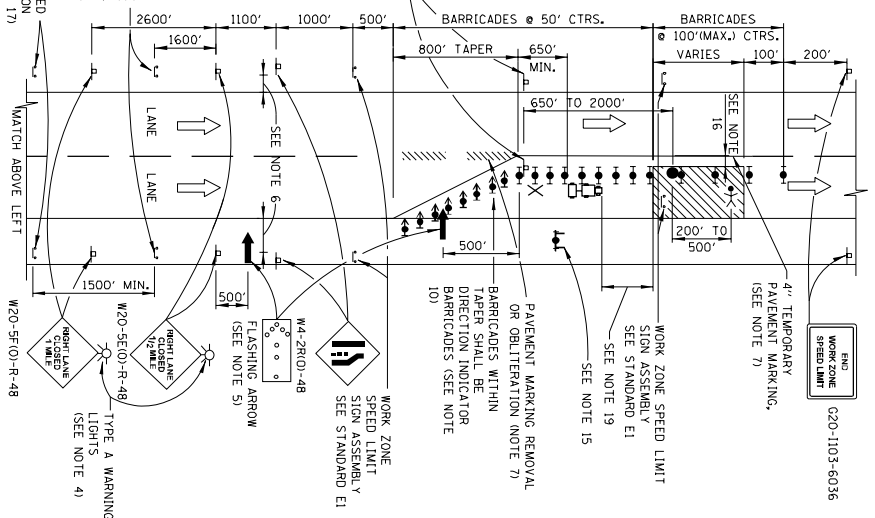 2600'
1100'
1000'
500'
BARRICADES @ 50' CTRS.
BARRICADES
@ 100'(MAX.) CTRS.
1600'
800' TAPER
650'
MIN.
VARIES
100'
200'
650' TO 2000'
SEE NOTE
16
SEE NOTE 6
LANE
LANE
MATCH ABOVE LEFT
17)
1500' MIN.
500'
500'
200' TO
500'
W20-5F(O)-R-48
RIGHT LANE
CLOSED
1 MILE
W20-5E(O)-R-48
RIGHT LANE
CLOSED
1/2 MILE
TYPE A WARNING
LIGHTS
(SEE NOTE 4)
FLASHING ARROW
(SEE NOTE 5)
W4-2R(O)-48
WORK ZONE
SPEED LIMIT
SIGN ASSEMBLY
SEE STANDARD E1
BARRICADES WITHIN
TAPER SHALL BE
DIRECTION INDICATOR
BARRICADES (SEE NOTE
10)
PAVEMENT MARKING REMOVAL
OR OBLITERATION (NOTE 7)
SEE NOTE 15
SEE NOTE 19
WORK ZONE SPEED LIMIT
SIGN ASSEMBLY
SEE STANDARD E1
4" TEMPORARY
PAVEMENT MARKING,
(SEE NOTE 7)
END
WORK ZONE
SPEED LIMIT
G20-1103-6036